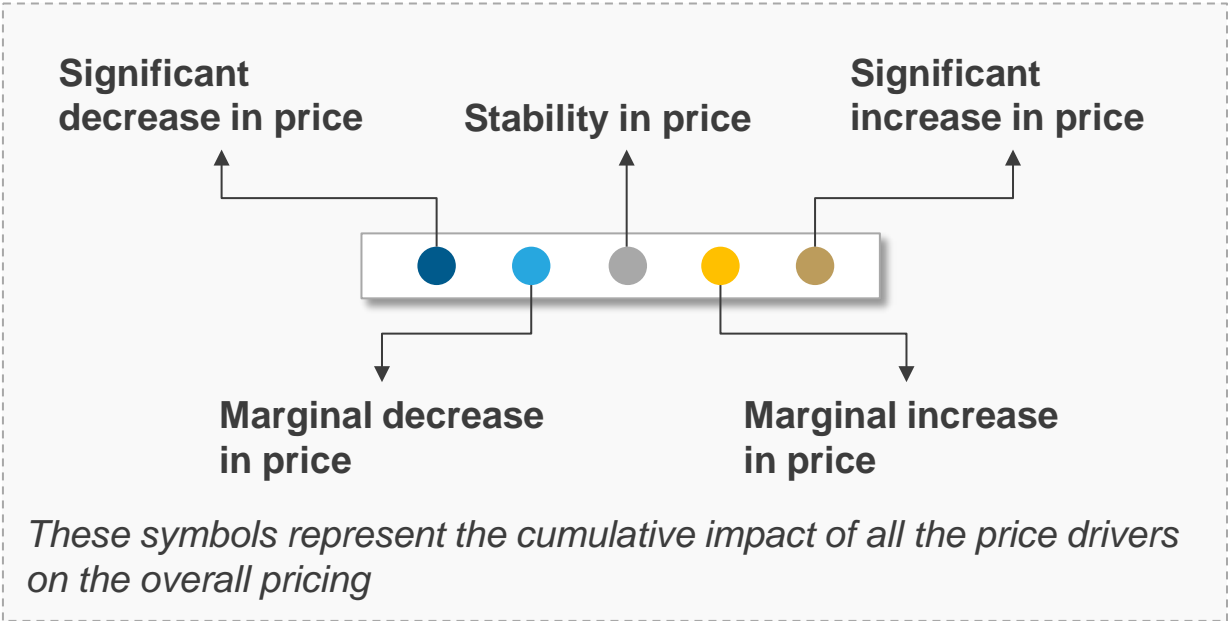 Significant
decrease in price
Stability in price
Significant
increase in price
Marginal decrease
in price
Marginal increase
in price
These symbols represent the cumulative impact of all the price drivers
on the overall pricing